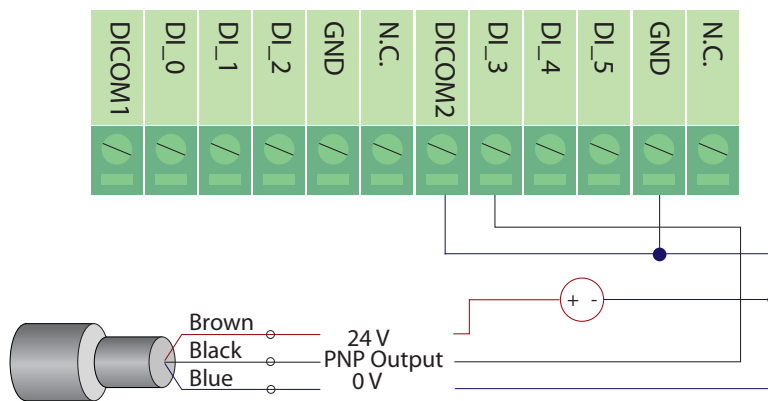 DICOM1
DI_0
DI_1
DI_2
GND
N.C.
DICOM2
DI_3
DI_4
DI_5
GND
N.C.
+ -
Brown
24 V
Black
PNP Output
Blue
0 V